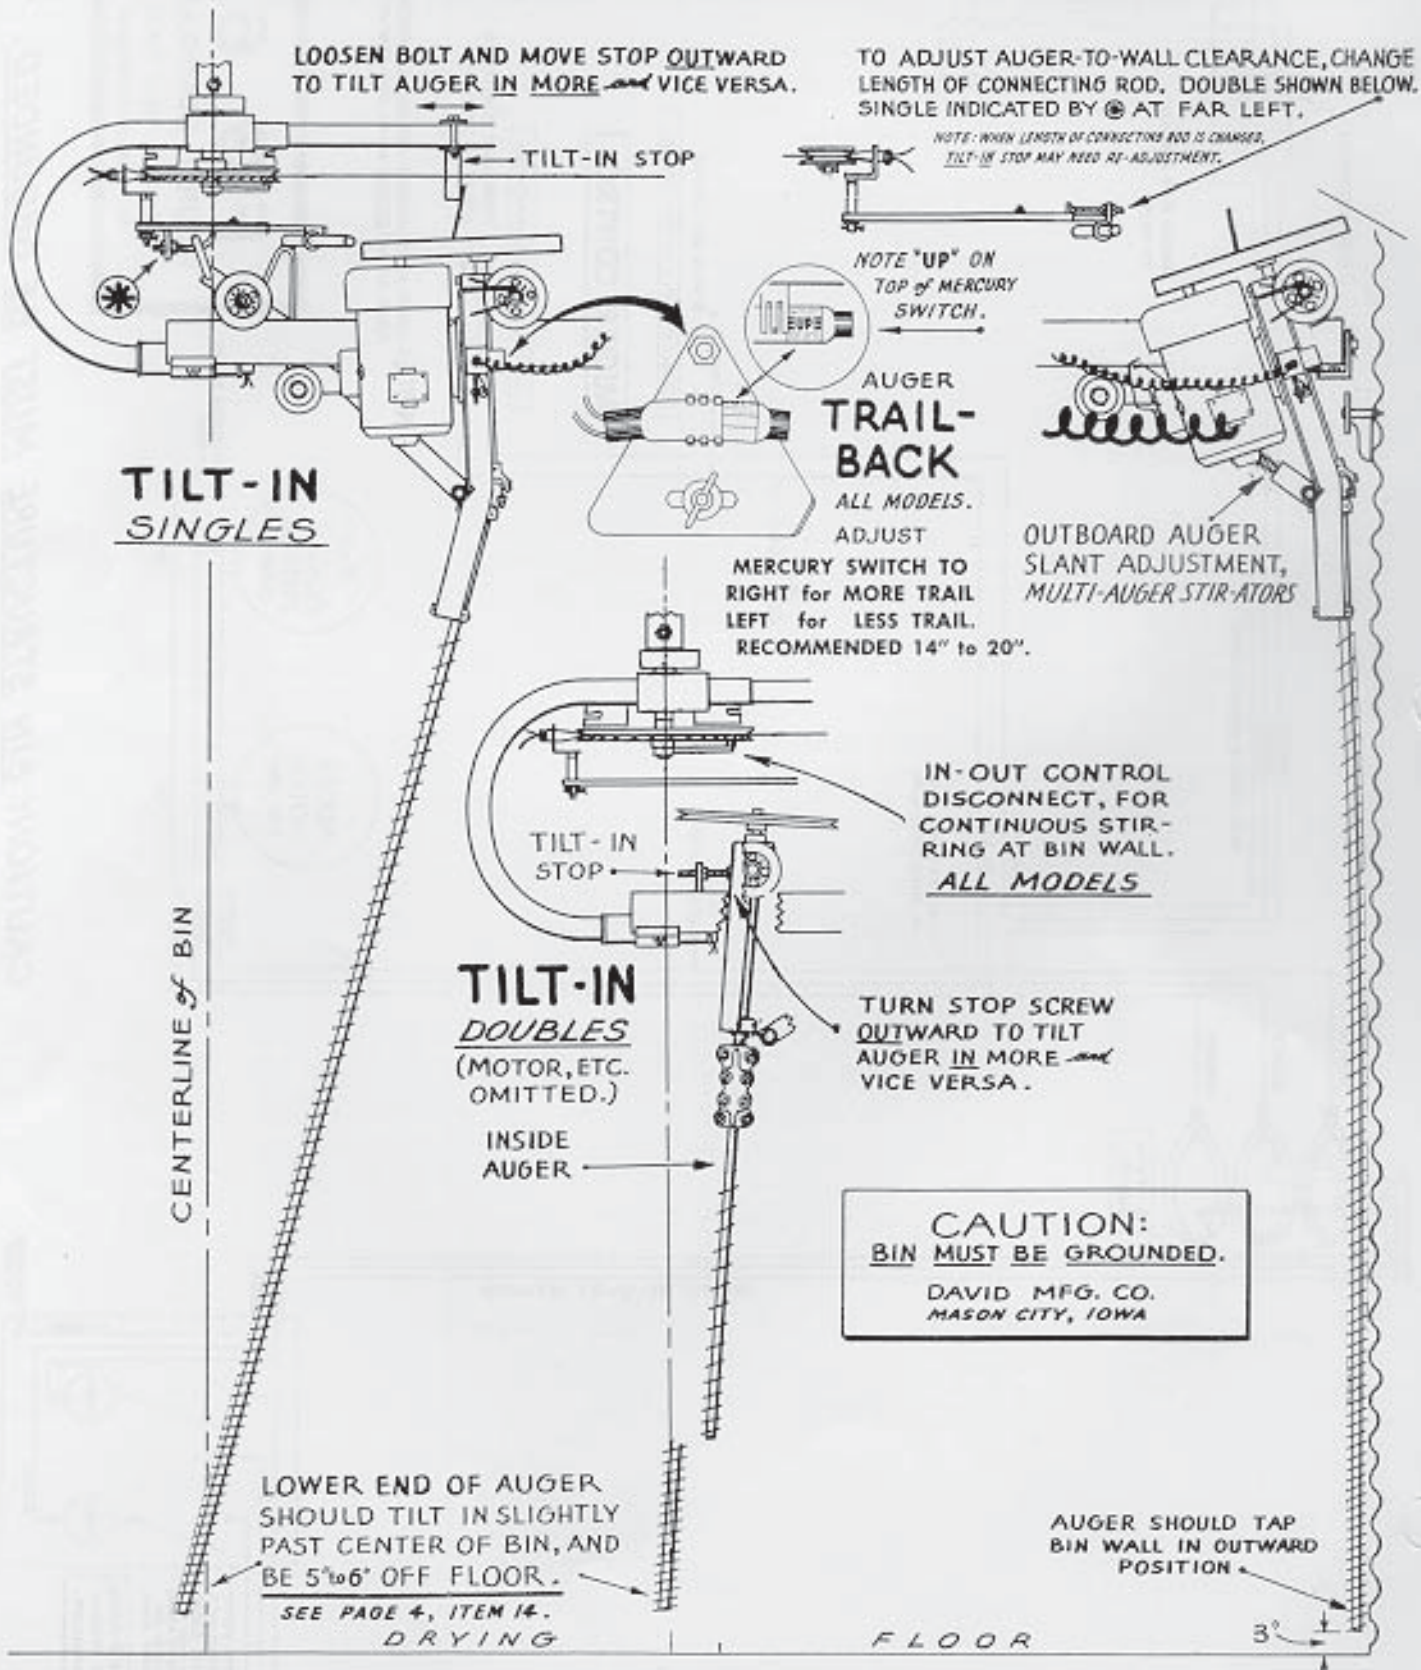 LOOSEN BOLT AND MOVE STOP OUTWARD
TO TILT AUGER IN MORE and VICE VERSA.
TILT-IN STOP
TO ADJUST AUGER-TO-WALL CLEARANCE, CHANGE
LENGTH OF CONNECTING ROD. DOUBLE SHOWN BELOW.
SINGLE INDICATED BY ⊛ AT FAR LEFT.
NOTE: WHEN LENGTH OF CONNECTING ROD IS CHANGED,
TILT-IN STOP MAY NEED RE-ADJUSTMENT.
NOTE "UP" ON
TOP of MERCURY
SWITCH.
TILT-IN
SINGLES
AUGER
TRAIL-
BACK
ALL MODELS.
ADJUST
MERCURY SWITCH TO
RIGHT for MORE TRAIL
LEFT for LESS TRAIL.
RECOMMENDED 14" to 20".
OUTBOARD AUGER
SLANT ADJUSTMENT,
MULTI-AUGER STIR-ATORS
IN-OUT CONTROL
DISCONNECT, FOR
CONTINUOUS STIR-
RING AT BIN WALL.
ALL MODELS
TILT-IN
STOP
CENTERLINE of BIN
TILT-IN
DOUBLES
(MOTOR, ETC.
OMITTED.)
TURN STOP SCREW
OUTWARD TO TILT
AUGER IN MORE and
VICE VERSA.
INSIDE
AUGER
CAUTION:
BIN MUST BE GROUNDED.
DAVID MFG. CO.
MASON CITY, IOWA
LOWER END OF AUGER
SHOULD TILT IN SLIGHTLY
PAST CENTER OF BIN, AND
BE 5" to 6" OFF FLOOR.
SEE PAGE 4, ITEM 14.
AUGER SHOULD TAP
BIN WALL IN OUTWARD
POSITION
3"
DRYING FLOOR